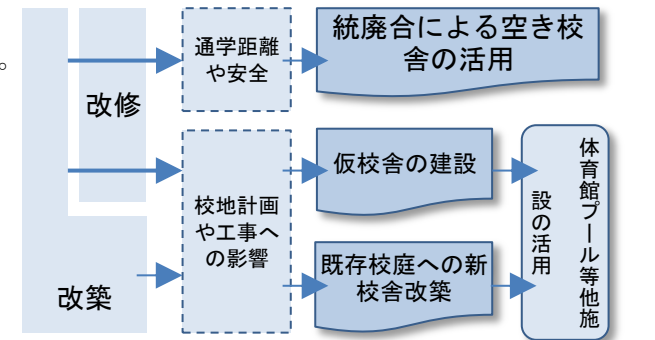 。
通学距離
や安全
統廃合による空き校
舎の活用
改修
校地計画
や工事へ
の影響
仮校舎の建設
既存校庭への新
校舎改築
体育館プール等他施
設の活用
改築